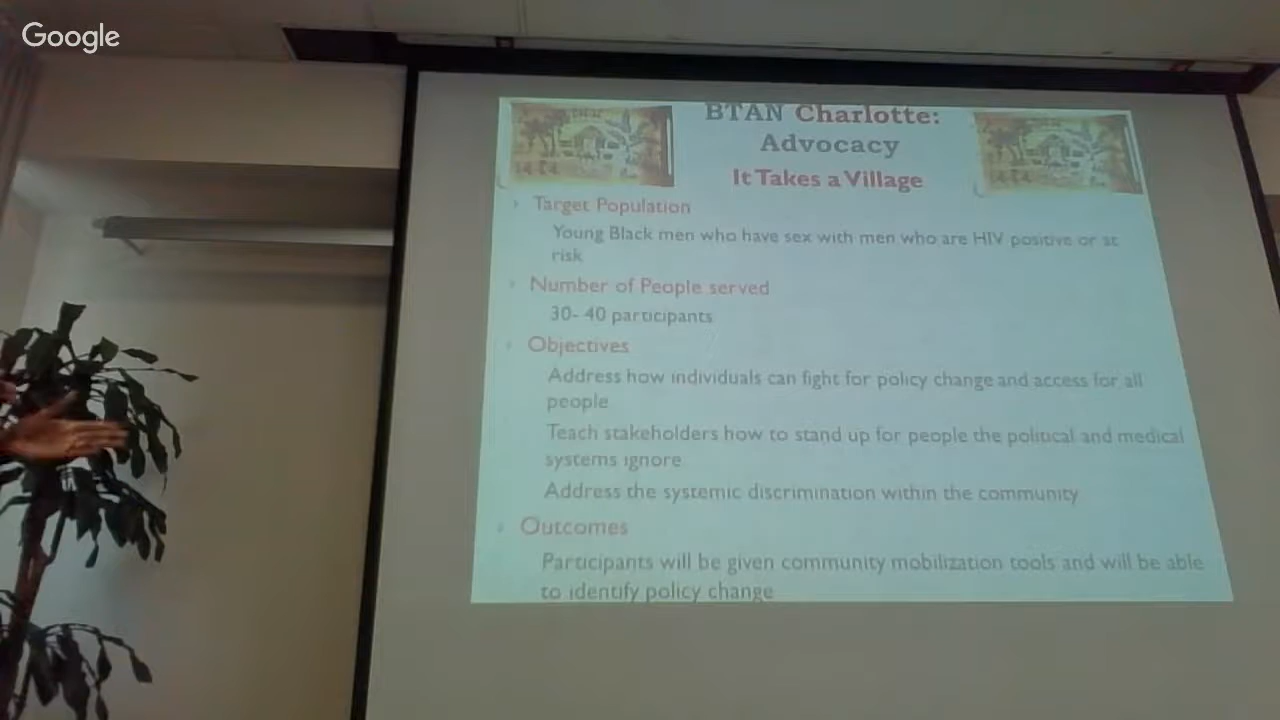 Google
BTAN Charlotte:
Advocacy
It Takes a Village
Target Population
Young Black men who have sex with men who are HIV positive or at
risk
Number of People served
30- 40 participants
Objectives
Address how individuals can fight for policy change and access for all
people
Teach stakeholders how to stand up for people the political and medical
systems ignore
Address the systemic discrimination within the community
Outcomes
Participants will be given community mobilization tools and will be able
to identify policy change